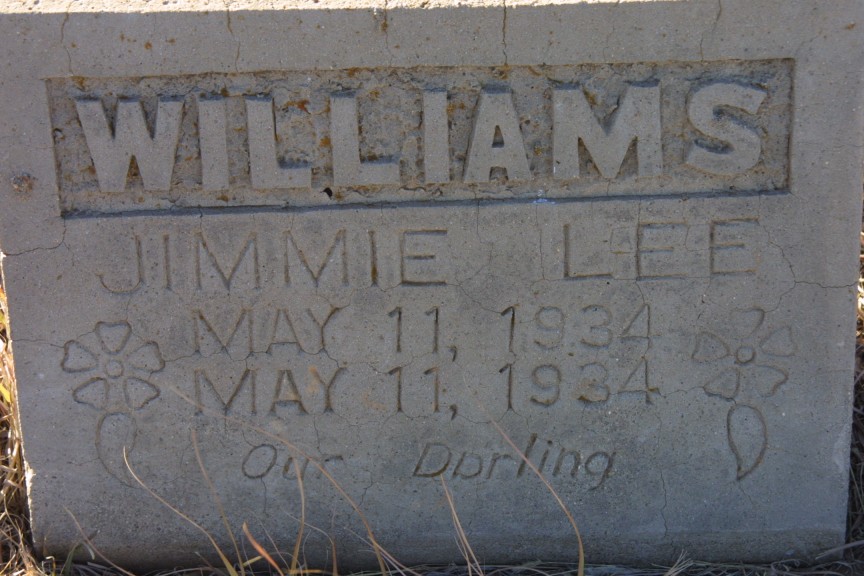 WILLIAMS
JIMMIE LEE
MAY 11, 1934
MAY 11, 1934
Our Darling